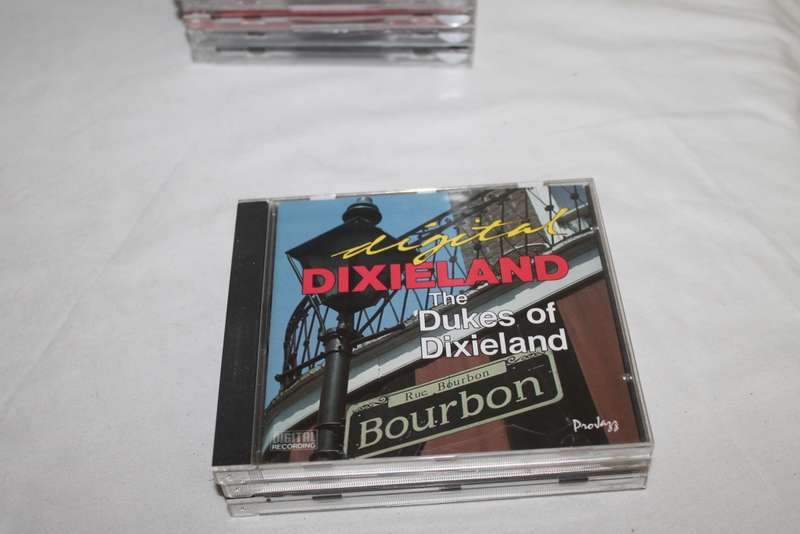 digital
DIXIELAND
The
Dukes of
Dixieland
Rue Bourbon
Bourbon
DIGITAL
RECORDING
ProJazz